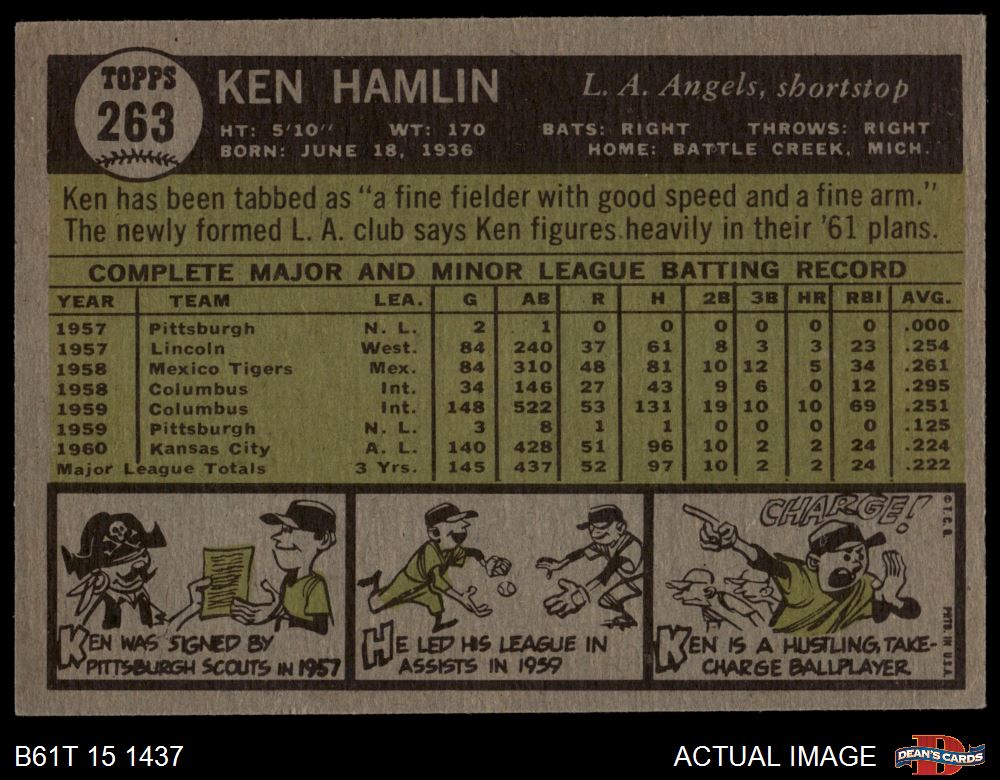 TOPPS
263
KEN HAMLIN
L. A. Angels, shortstop
HT: 5'10" WT: 170 BATS: RIGHT THROWS: RIGHT
BORN: JUNE 18, 1936 HOME: BATTLE CREEK, MICH.
Ken has been tabbed as "a fine fielder with good speed and a fine arm."
The newly formed L. A. club says Ken figures heavily in their '61 plans.
COMPLETE MAJOR AND MINOR LEAGUE BATTING RECORD
YEAR TEAM LEA. G AB R H 2B 3B HR RBI AVG.
1957 Pittsburgh N. L. 2 1 0 0 0 0 0 0 .000
1957 Lincoln West. 84 240 37 61 8 3 3 23 .254
1958 Mexico Tigers Mex. 84 310 48 81 10 12 5 34 .261
1958 Columbus Int. 34 146 27 43 9 6 0 12 .295
1959 Columbus Int. 148 522 53 131 19 10 10 69 .251
1959 Pittsburgh N. L. 3 8 1 1 0 0 0 0 .125
1960 Kansas City A. L. 140 428 51 96 10 2 2 24 .224
Major League Totals 3 Yrs. 145 437 52 97 10 2 2 24 .222
KEN WAS SIGNED BY
PITTSBURGH SCOUTS IN 1957
HE LED HIS LEAGUE IN
ASSISTS IN 1959
CHARGE!
KEN IS A HUSTLING, TAKE-
CHARGE BALLPLAYER
© T. C. G.
PRTD. IN U.S.A.
B61T 15 1437
ACTUAL IMAGE
D
DEAN'S CARDS